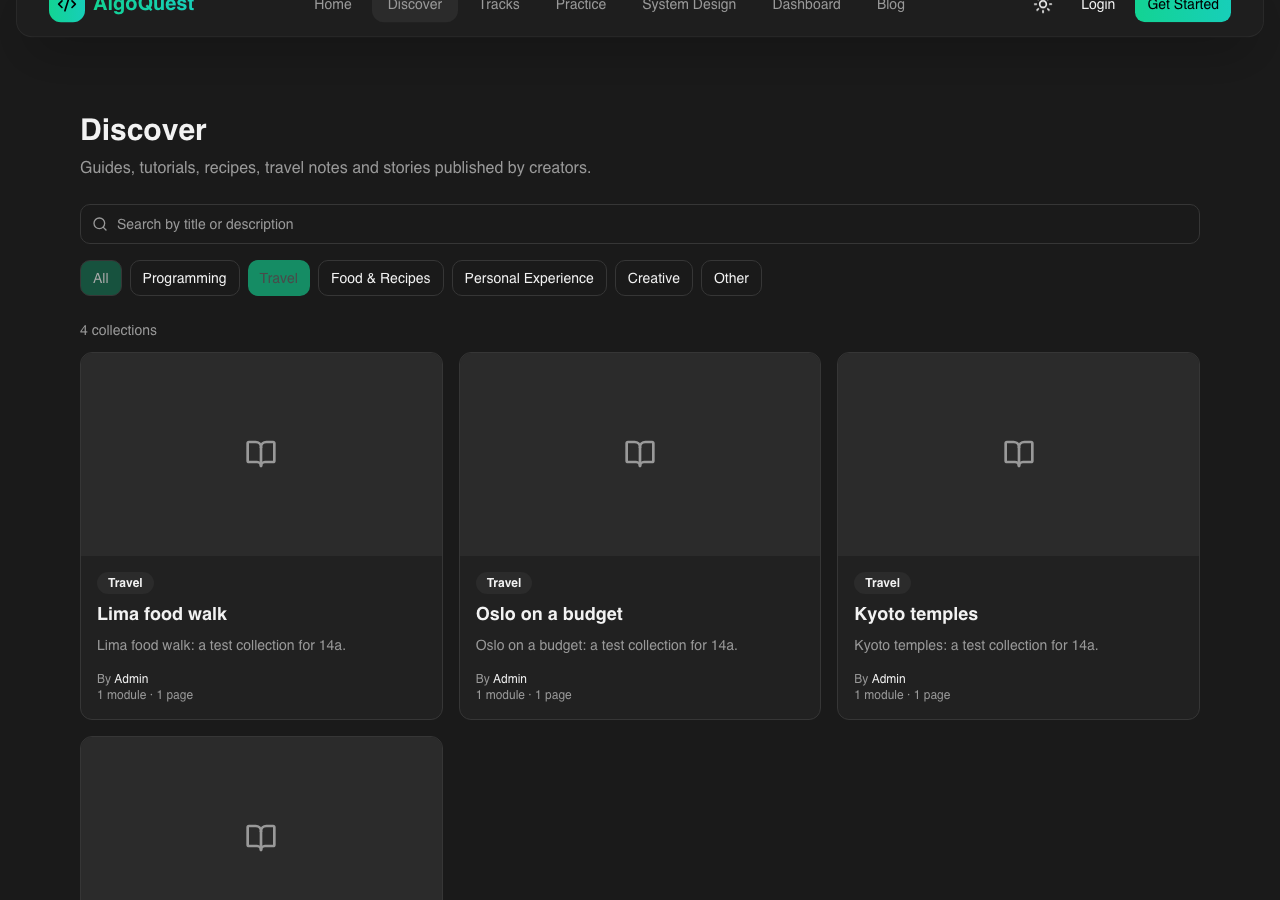 AlgoQuest
Home Discover Tracks Practice System Design Dashboard Blog Login Get Started
Discover
Guides, tutorials, recipes, travel notes and stories published by creators.
Search by title or description
All Programming Travel Food & Recipes Personal Experience Creative Other
4 collections
Travel
Lima food walk
Lima food walk: a test collection for 14a.
By Admin
1 module · 1 page
Travel
Oslo on a budget
Oslo on a budget: a test collection for 14a.
By Admin
1 module · 1 page
Travel
Kyoto temples
Kyoto temples: a test collection for 14a.
By Admin
1 module · 1 page